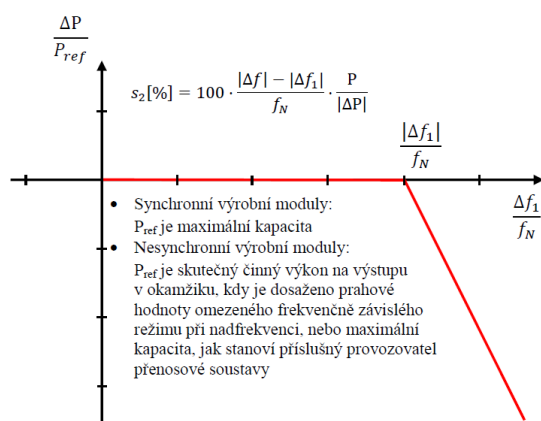 ΔP
P_ref
s₂[%] = 100 · (|Δf| − |Δf₁|)/f_N · P/|ΔP|
|Δf₁|
f_N
Δf₁
f_N
• Synchronní výrobní moduly:
P_ref je maximální kapacita
• Nesynchronní výrobní moduly:
P_ref je skutečný činný výkon na výstupu
v okamžiku, kdy je dosaženo prahové
hodnoty omezeného frekvenčně závislého
režimu při nadfrekvenci, nebo maximální
kapacita, jak stanoví příslušný provozovatel
přenosové soustavy